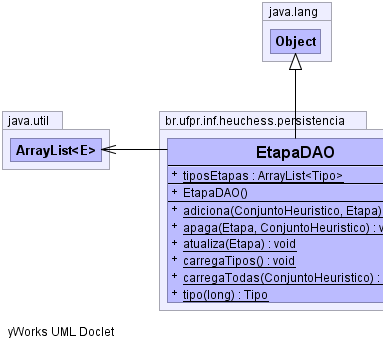 java.lang
Object
java.util
ArrayList<E>
br.ufpr.inf.heuchess.persistencia
EtapaDAO
+ tiposEtapas : ArrayList<Tipo>
+ EtapaDAO()
+ adiciona(ConjuntoHeuristico, Etapa)
+ apaga(Etapa, ConjuntoHeuristico) : v
+ atualiza(Etapa) : void
+ carregaTipos() : void
+ carregaTodas(ConjuntoHeuristico) :
+ tipo(long) : Tipo
yWorks UML Doclet